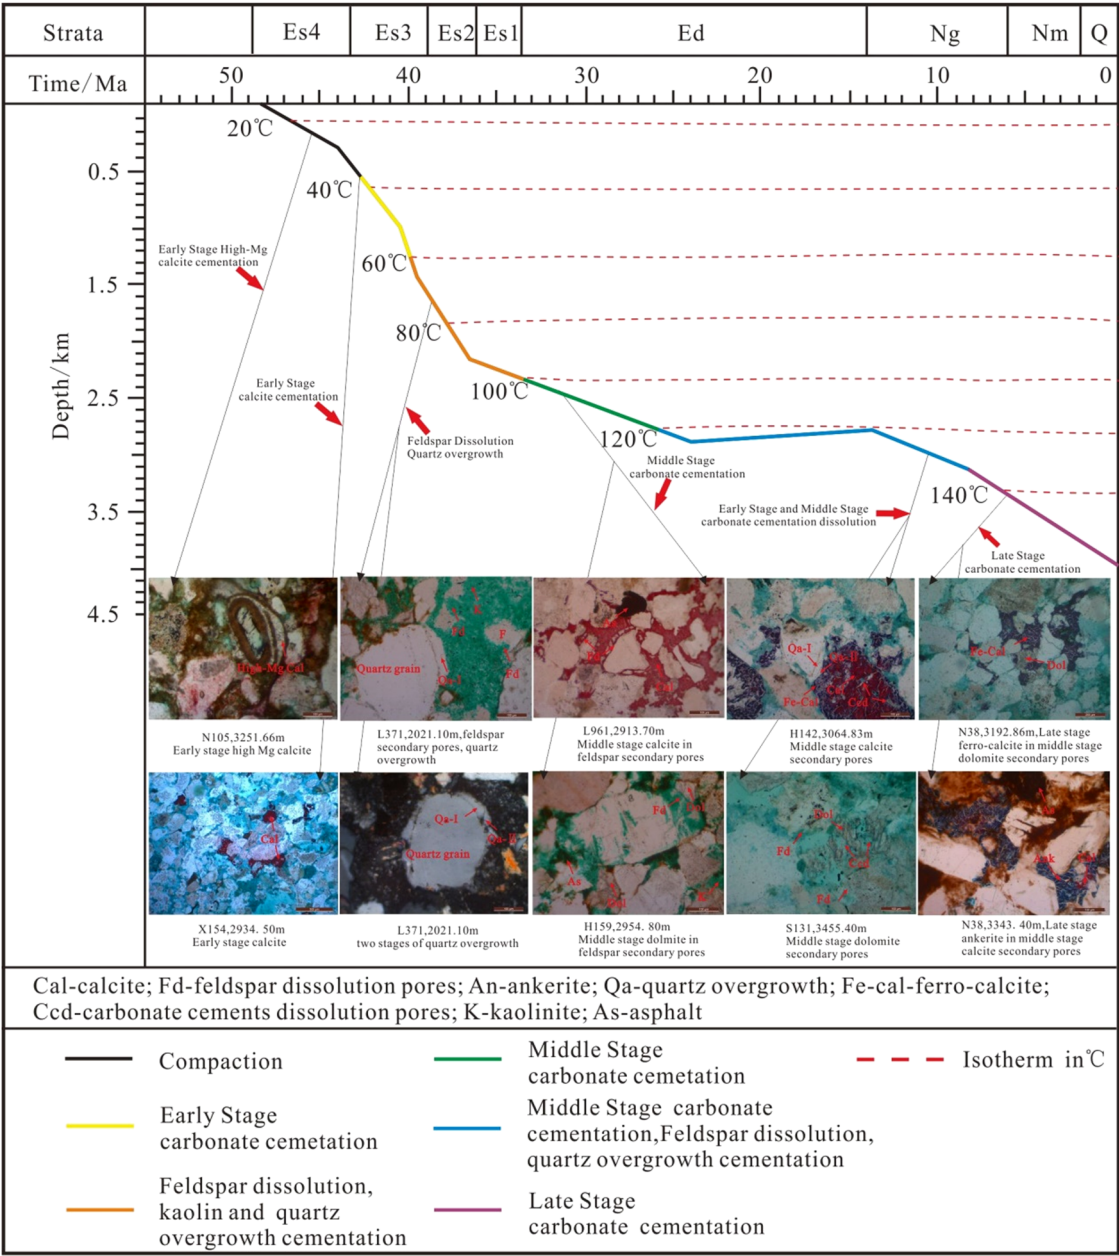 Strata Es4 Es3 Es2 Es1 Ed Ng Nm Q
Time/Ma 50 40 30 20 10 0
Depth/km
0.5
1.5
2.5
3.5
4.5
20℃
40℃
60℃
80℃
100℃
120℃
140℃
Early Stage High-Mg
calcite cementation
Early Stage
calcite cementation
Feldspar Dissolution
Quartz overgrowth
Middle Stage
carbonate cementation
Early Stage and Middle Stage
carbonate cementation dissolution
Late Stage
carbonate cementation
High-Mg Cal
Quartz grain
Fd
F
Fd
Qa-I
Qa-I
Qa-II
Fe-Cal
Ccd
Fe-Cal
Dol
N105,3251.66m
Early stage high Mg calcite
L371,2021.10m,feldspar
secondary pores, quartz
overgrowth
L961,2913.70m
Middle stage calcite in
feldspar secondary pores
H142,3064.83m
Middle stage calcite
secondary pores
N38,3192.86m,Late stage
ferro-calcite in middle stage
dolomite secondary pores
Cal
Qa-I
Qa-II
Quartz grain
Fd
Dol
As
Dol
K
Dol
Fd
Ccd
Fd
Ank
X154,2934. 50m
Early stage calcite
L371,2021.10m
two stages of quartz overgrowth
H159,2954. 80m
Middle stage dolmite in
feldspar secondary pores
S131,3455.40m
Middle stage dolomite
secondary pores
N38,3343. 40m,Late stage
ankerite in middle stage
calcite secondary pores
Cal-calcite; Fd-feldspar dissolution pores; An-ankerite; Qa-quartz overgrowth; Fe-cal-ferro-calcite;
Ccd-carbonate cements dissolution pores; K-kaolinite; As-asphalt
Compaction
Early Stage
carbonate cemetation
Feldspar dissolution,
kaolin and quartz
overgrowth cementation
Middle Stage
carbonate cemetation
Middle Stage carbonate
cementation,Feldspar dissolution,
quartz overgrowth cementation
Late Stage
carbonate cementation
Isotherm in℃